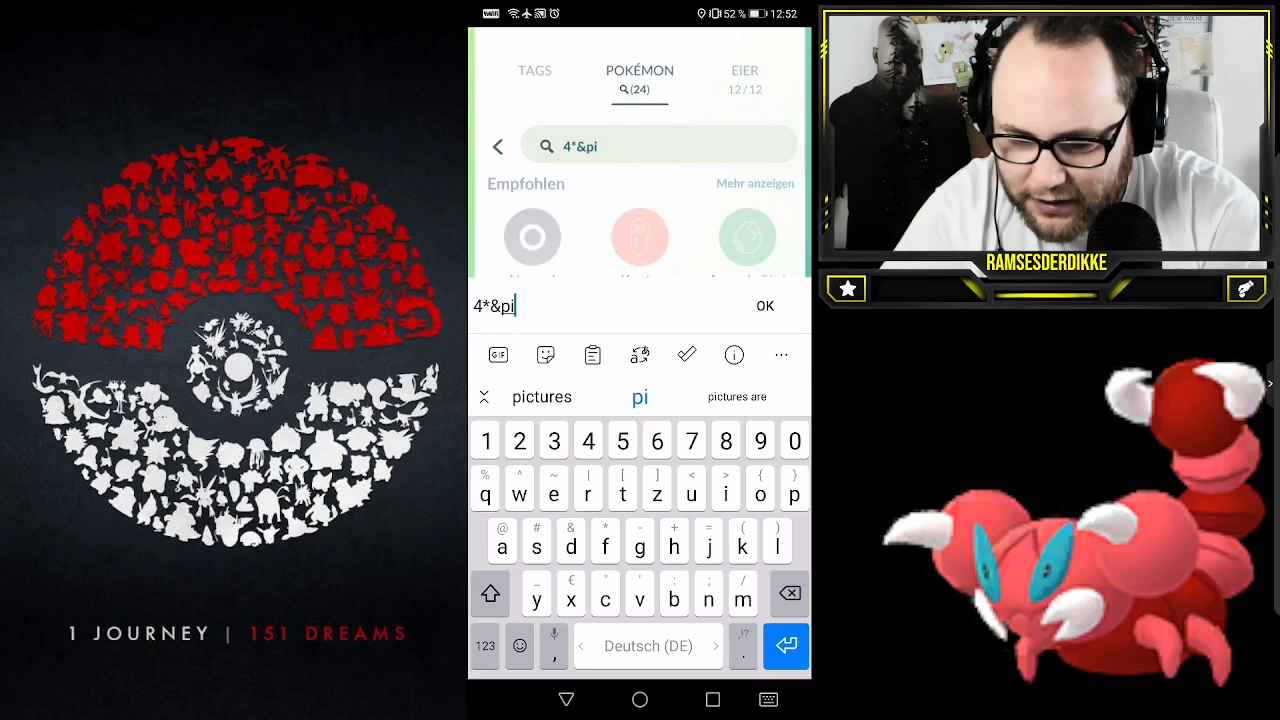 52 % 12:52
TAGS POKÉMON EIER
(24) 12 / 12
4*&pi
Empfohlen Mehr anzeigen
4*&pi OK
GIF
pictures pi pictures are
1 2 3 4 5 6 7 8 9 0
% ^ ~ | [ ] < > { }
q w e r t z u i o p
@ # & * - + = ( )
a s d f g h j k l
_ € " ' : ; /
y x c v b n m
123 , Deutsch (DE) ,!? .
RAMSESDERDIKKE
1 JOURNEY | 151 DREAMS